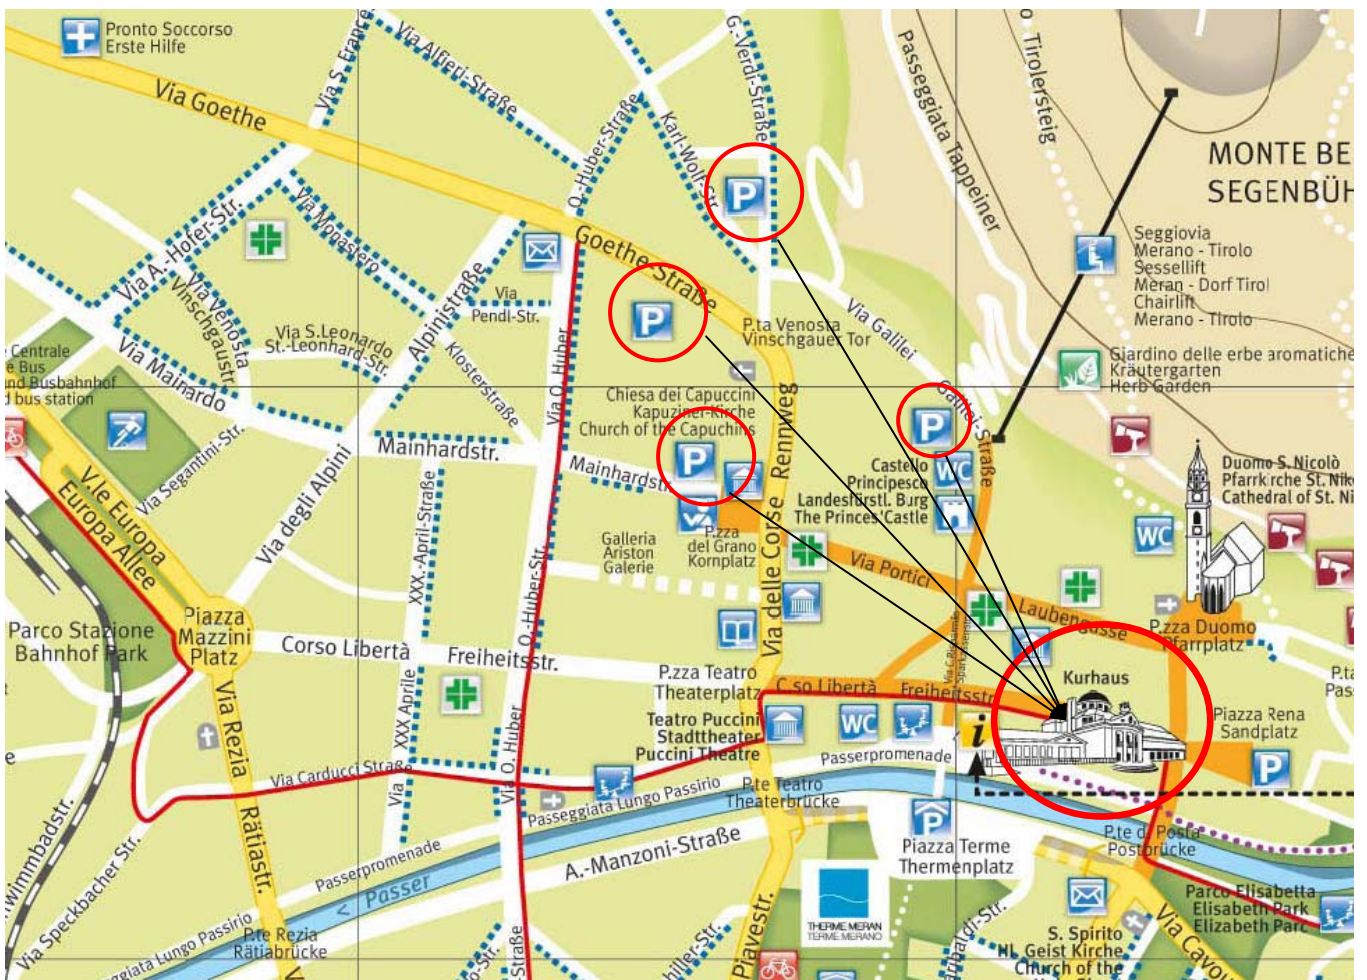 Pronto Soccorso
Erste Hilfe
Via Goethe
Via S. France
Via Alfieri-Straße
G.-Verdi-Straße
Karl-Wolf-Str.
O.-Huber-Straße
Passeggiata Tappeiner
Tirolersteig
MONTE BE
SEGENBÜH
Seggiovia
Merano - Tirolo
Sessellift
Meran - Dorf Tirol
Chairlift
Merano - Tirolo
Giardino delle erbe aromatiche
Kräutergarten
Herb Garden
Via A.-Hofer-Str.
Via Monastero
Via Venosta
Vinschgaustr.
Via S.Leonardo
St.-Leonhard-Str.
Alpinistraße
Via
Pendl-Str.
Klosterstraße
Via O. Huber
Goethe-Straße
P
P
P.ta Venosta
Vinschgauer Tor
Via Galilei
Galilei-Straße
P
e Centrale
e Bus
nd Busbahnhof
d bus station
Via Mainardo
Via Segantini-Str.
V.le Europa
Europa Allee
Mainhardstr.
Mainhardstr.
Via degli Alpini
XXX.-April-Straße
Chiesa dei Capuccini
Kapuziner-Kirche
Church of the Capuchins
P
Via delle Corse Rennweg
Castello
Principesco
Landesfürstl. Burg
The Princes'Castle
WC
Duomo S. Nicolò
Pfarrkirche St. Niko
Cathedral of St. Ni
WC
Galleria
Ariston
Galerie
P.zza
del Grano
Kornplatz
Via Portici
Laubengasse
P.zza Duomo
Pfarrplatz
O.-Huber-Str.
Parco Stazione
Bahnhof Park
Piazza
Mazzini
Platz
Corso Libertà
Freiheitsstr.
P.zza Teatro
Theaterplatz
C.so Libertà
Freiheitsstr.
Kurhaus
P.ta
Pass
Piazza Rena
Sandplatz
P
Teatro Puccini
Stadttheater
Puccini Theatre
WC
i
Via Rezia
Rätiastr.
Via XXX Aprile
Via O. Huber
Via Carducci Straße
Passeggiata Lungo Passirio
Passerpromenade
P.te Teatro
Theaterbrücke
P
Piazza Terme
Thermenplatz
P.te d. Posta
Postbrücke
wimmbadstr.
Via Speckbacher Str.
Passerpromenade
< Passer
A.-Manzoni-Straße
eggiata Lungo Passirio
P.te Rezia
Rätiabrücke
Straße
Piavestr.
THERME MERAN
TERME MERANO
Parco Elisabetta
Elisabeth Park
Elizabeth Parc
S. Spirito
Hl. Geist Kirche
Church of the
Via Cavou